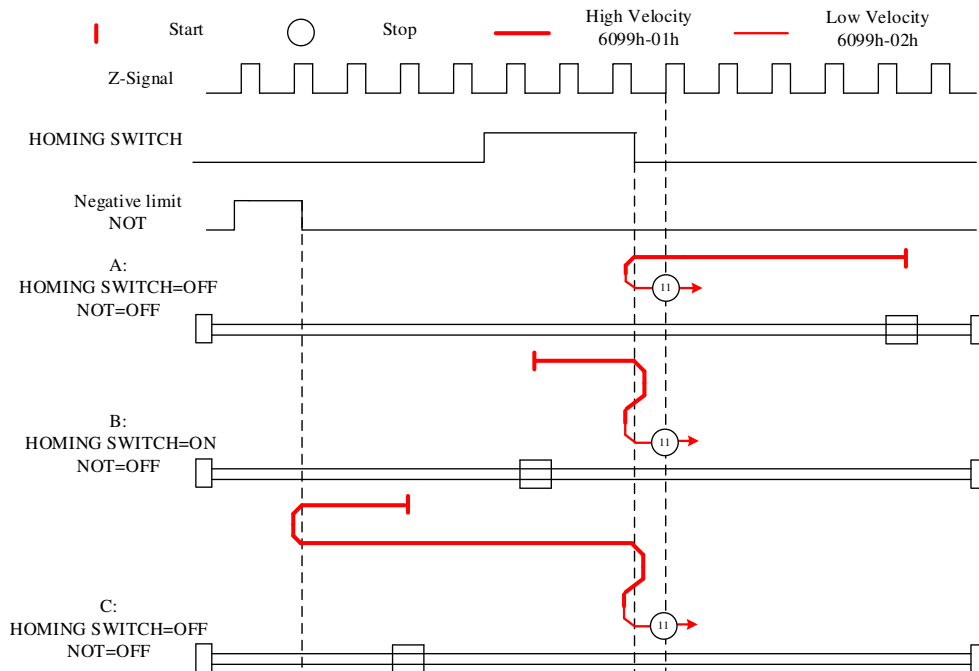 Start Stop High Velocity Low Velocity
6099h-01h 6099h-02h
Z-Signal
HOMING SWITCH
Negative limit
NOT
A:
HOMING SWITCH=OFF
NOT=OFF
11
B:
HOMING SWITCH=ON
NOT=OFF
11
C:
HOMING SWITCH=OFF
NOT=OFF
11